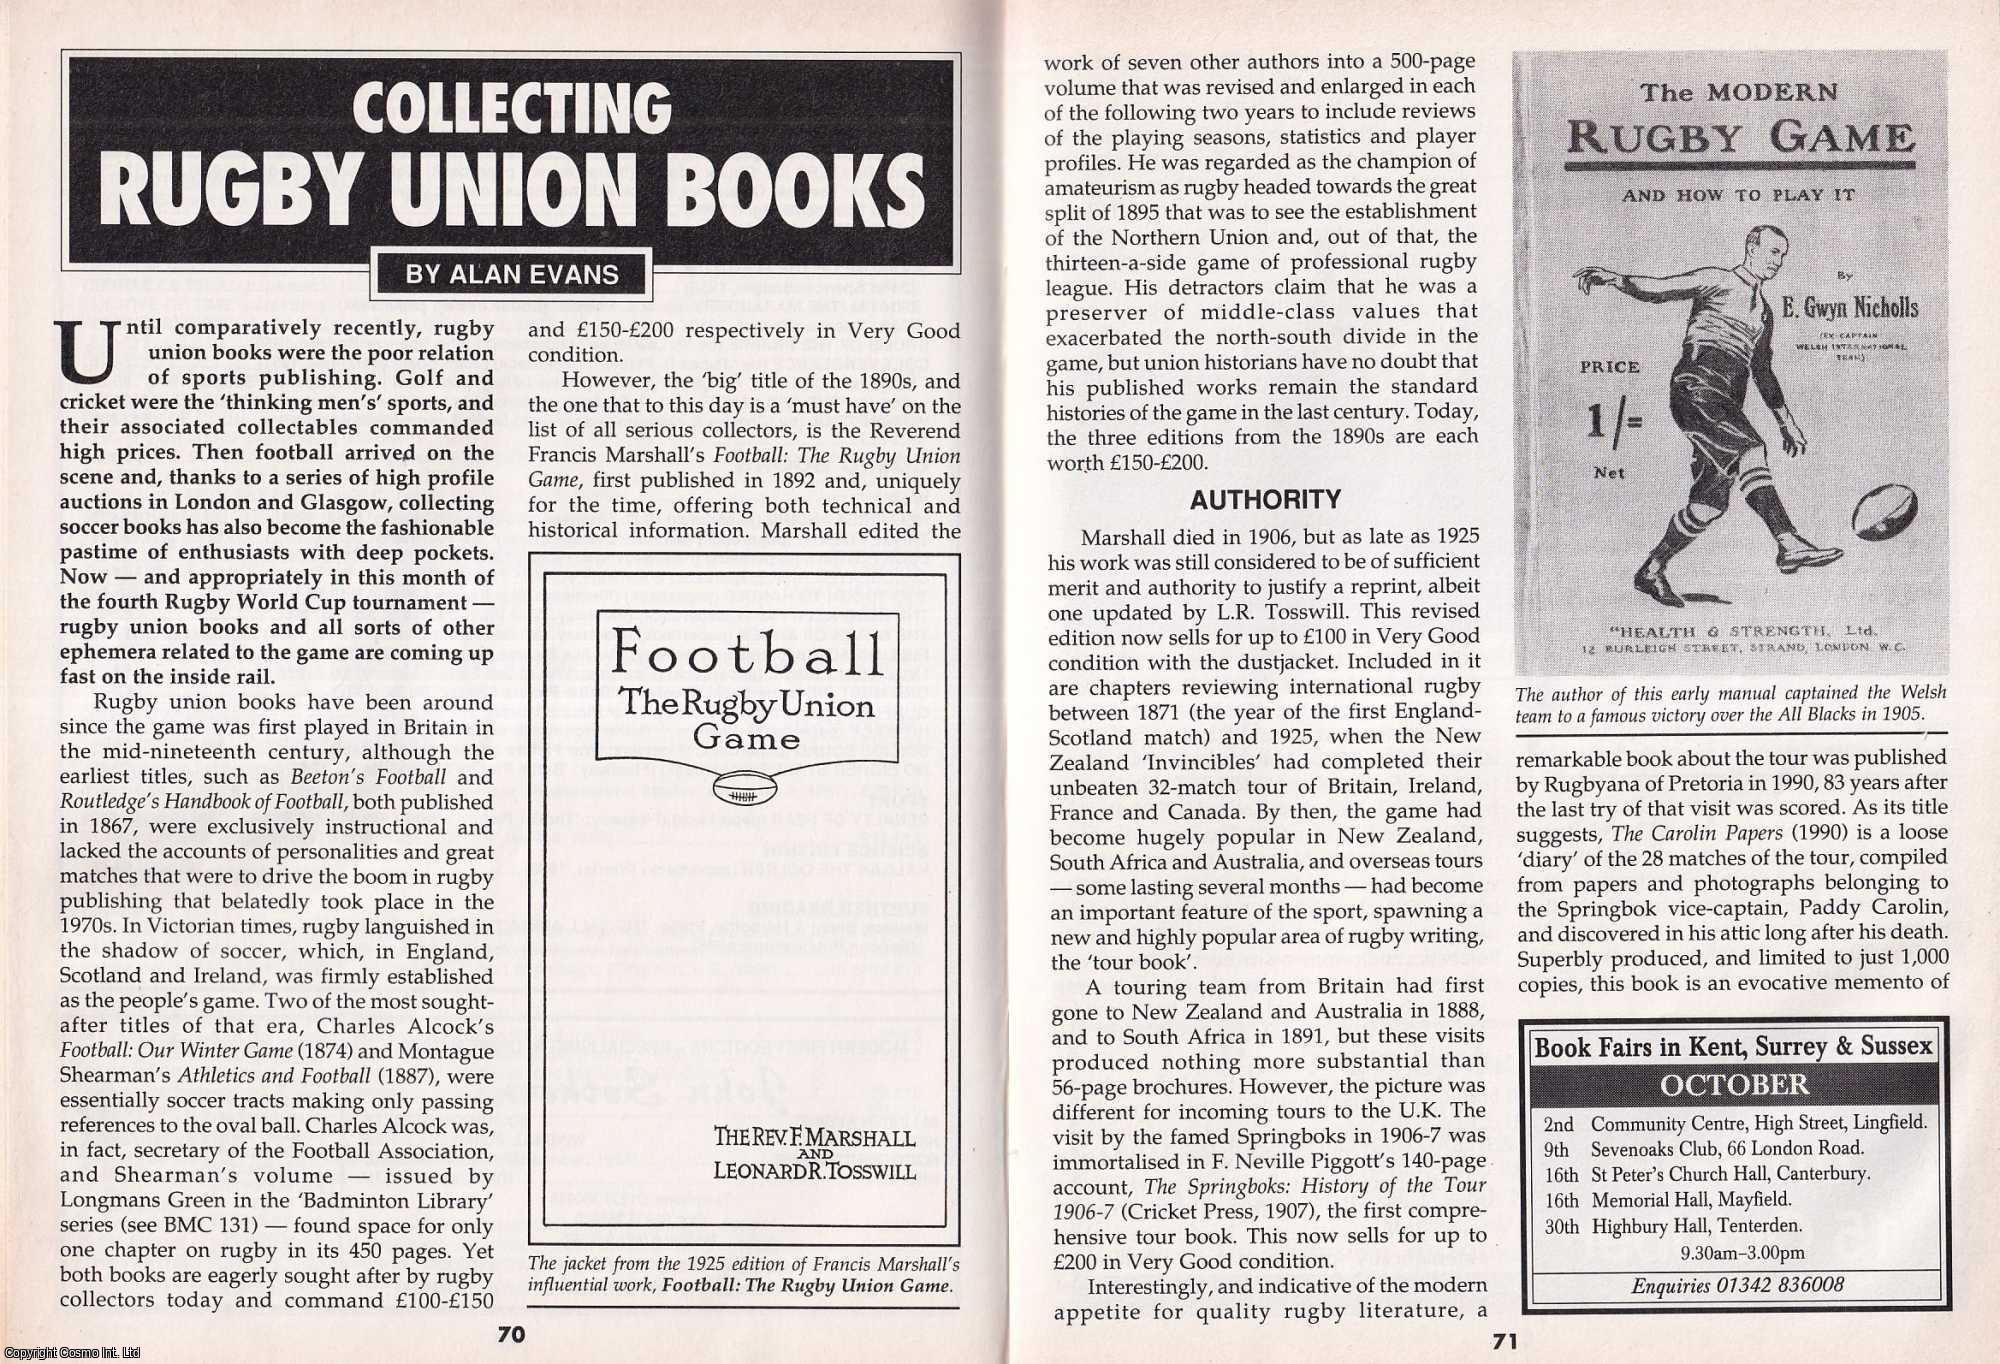 COLLECTING
RUGBY UNION BOOKS
BY ALAN EVANS
Until comparatively recently, rugby
union books were the poor relation
of sports publishing. Golf and
cricket were the ‘thinking men’s’ sports, and
their associated collectables commanded
high prices. Then football arrived on the
scene and, thanks to a series of high profile
auctions in London and Glasgow, collecting
soccer books has also become the fashionable
pastime of enthusiasts with deep pockets.
Now — and appropriately in this month of
the fourth Rugby World Cup tournament —
rugby union books and all sorts of other
ephemera related to the game are coming up
fast on the inside rail.
Rugby union books have been around
since the game was first played in Britain in
the mid-nineteenth century, although the
earliest titles, such as Beeton’s Football and
Routledge’s Handbook of Football, both published
in 1867, were exclusively instructional and
lacked the accounts of personalities and great
matches that were to drive the boom in rugby
publishing that belatedly took place in the
1970s. In Victorian times, rugby languished in
the shadow of soccer, which, in England,
Scotland and Ireland, was firmly established
as the people’s game. Two of the most sought-
after titles of that era, Charles Alcock’s
Football: Our Winter Game (1874) and Montague
Shearman’s Athletics and Football (1887), were
essentially soccer tracts making only passing
references to the oval ball. Charles Alcock was,
in fact, secretary of the Football Association,
and Shearman’s volume — issued by
Longmans Green in the ‘Badminton Library’
series (see BMC 131) — found space for only
one chapter on rugby in its 450 pages. Yet
both books are eagerly sought after by rugby
collectors today and command £100-£150
and £150-£200 respectively in Very Good
condition.
However, the ‘big’ title of the 1890s, and
the one that to this day is a ‘must have’ on the
list of all serious collectors, is the Reverend
Francis Marshall’s Football: The Rugby Union
Game, first published in 1892 and, uniquely
for the time, offering both technical and
historical information. Marshall edited the
Football
The Rugby Union
Game
THE REV. F. MARSHALL
AND
LEONARD R. TOSSWILL
The jacket from the 1925 edition of Francis Marshall’s
influential work, Football: The Rugby Union Game.
70
work of seven other authors into a 500-page
volume that was revised and enlarged in each
of the following two years to include reviews
of the playing seasons, statistics and player
profiles. He was regarded as the champion of
amateurism as rugby headed towards the great
split of 1895 that was to see the establishment
of the Northern Union and, out of that, the
thirteen-a-side game of professional rugby
league. His detractors claim that he was a
preserver of middle-class values that
exacerbated the north-south divide in the
game, but union historians have no doubt that
his published works remain the standard
histories of the game in the last century. Today,
the three editions from the 1890s are each
worth £150-£200.
AUTHORITY
Marshall died in 1906, but as late as 1925
his work was still considered to be of sufficient
merit and authority to justify a reprint, albeit
one updated by L.R. Tosswill. This revised
edition now sells for up to £100 in Very Good
condition with the dustjacket. Included in it
are chapters reviewing international rugby
between 1871 (the year of the first England-
Scotland match) and 1925, when the New
Zealand ‘Invincibles’ had completed their
unbeaten 32-match tour of Britain, Ireland,
France and Canada. By then, the game had
become hugely popular in New Zealand,
South Africa and Australia, and overseas tours
— some lasting several months — had become
an important feature of the sport, spawning a
new and highly popular area of rugby writing,
the ‘tour book’.
A touring team from Britain had first
gone to New Zealand and Australia in 1888,
and to South Africa in 1891, but these visits
produced nothing more substantial than
56-page brochures. However, the picture was
different for incoming tours to the U.K. The
visit by the famed Springboks in 1906-7 was
immortalised in F. Neville Piggott’s 140-page
account, The Springboks: History of the Tour
1906-7 (Cricket Press, 1907), the first compre-
hensive tour book. This now sells for up to
£200 in Very Good condition.
Interestingly, and indicative of the modern
appetite for quality rugby literature, a
The MODERN
RUGBY GAME
AND HOW TO PLAY IT
By
E. Gwyn Nicholls
(EX-CAPTAIN
WELSH INTERNATIONAL
TEAM)
PRICE
1/=
Net
"HEALTH & STRENGTH, Ltd.
12 BURLEIGH STREET, STRAND, LONDON W.C.
The author of this early manual captained the Welsh
team to a famous victory over the All Blacks in 1905.
remarkable book about the tour was published
by Rugbyana of Pretoria in 1990, 83 years after
the last try of that visit was scored. As its title
suggests, The Carolin Papers (1990) is a loose
‘diary’ of the 28 matches of the tour, compiled
from papers and photographs belonging to
the Springbok vice-captain, Paddy Carolin,
and discovered in his attic long after his death.
Superbly produced, and limited to just 1,000
copies, this book is an evocative memento of
Book Fairs in Kent, Surrey & Sussex
OCTOBER
2nd Community Centre, High Street, Lingfield.
9th Sevenoaks Club, 66 London Road.
16th St Peter’s Church Hall, Canterbury.
16th Memorial Hall, Mayfield.
30th Highbury Hall, Tenterden.
9.30am–3.00pm
Enquiries 01342 836008
71
Copyright Cosmo Int. Ltd